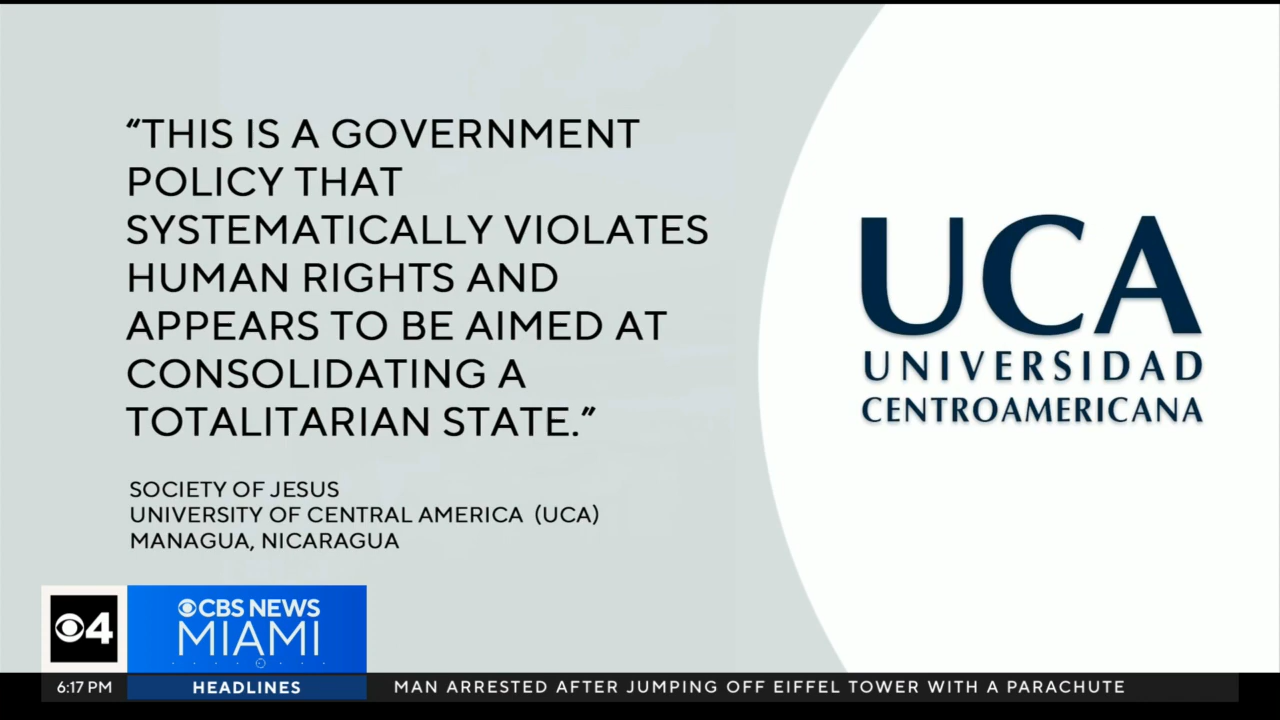 “THIS IS A GOVERNMENT
POLICY THAT
SYSTEMATICALLY VIOLATES
HUMAN RIGHTS AND
APPEARS TO BE AIMED AT
CONSOLIDATING A
TOTALITARIAN STATE.”
SOCIETY OF JESUS
UNIVERSITY OF CENTRAL AMERICA (UCA)
MANAGUA, NICARAGUA
UCA
UNIVERSIDAD
CENTROAMERICANA
4
CBS NEWS
MIAMI
6:17 PM
HEADLINES
MAN ARRESTED AFTER JUMPING OFF EIFFEL TOWER WITH A PARACHUTE